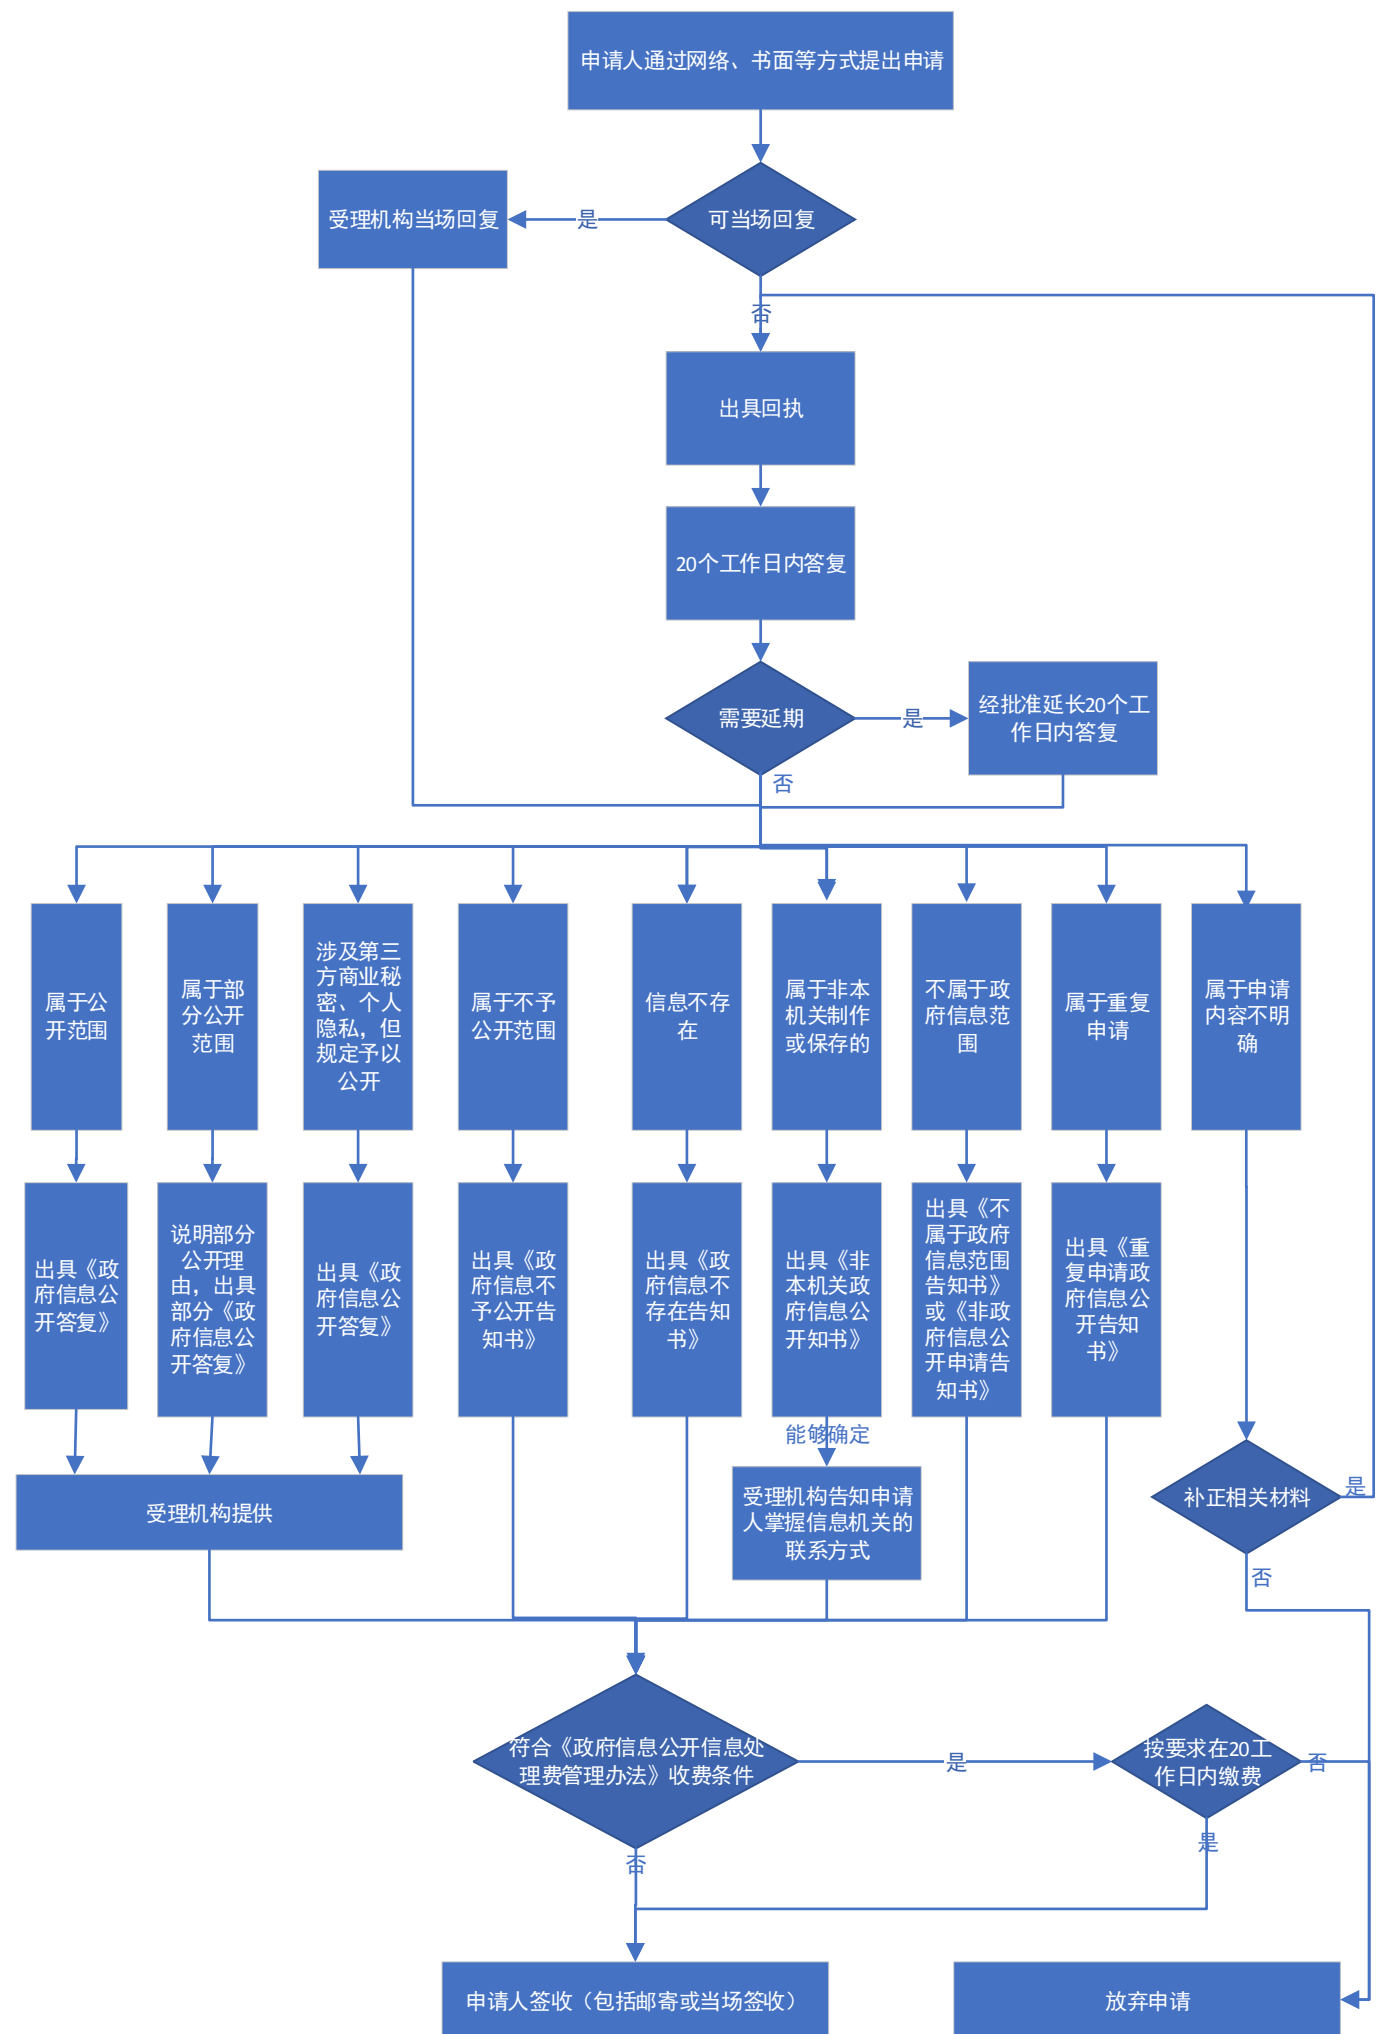 申请人通过网络、书面等方式提出申请
受理机构当场回复
是
可当场回复
否
出具回执
20个工作日内答复
需要延期
是
经批准延长20个工
作日内答复
否
属于公
开范围
属于部
分公开
范围
涉及第三
方商业秘
密、个人
隐私，但
规定予以
公开
属于不予
公开范围
信息不存
在
属于非本
机关制作
或保存的
不属于政
府信息范
围
属于重复
申请
属于申请
内容不明
确
出具《政
府信息公
开答复》
说明部分
公开理
由，出具
部分《政
府信息公
开答复》
出具《政
府信息公
开答复》
出具《政
府信息不
予公开告
知书》
出具《政
府信息不
存在告知
书》
出具《非
本机关政
府信息公
开知书》
出具《不
属于政府
信息范围
告知书》
或《非政
府信息公
开申请告
知书》
出具《重
复申请政
府信息公
开告知
书》
能够确定
受理机构提供
受理机构告知申请
人掌握信息机关的
联系方式
补正相关材料
是
否
符合《政府信息公开信息处
理费管理办法》收费条件
是
按要求在20工
作日内缴费
否
是
否
申请人签收（包括邮寄或当场签收）
放弃申请